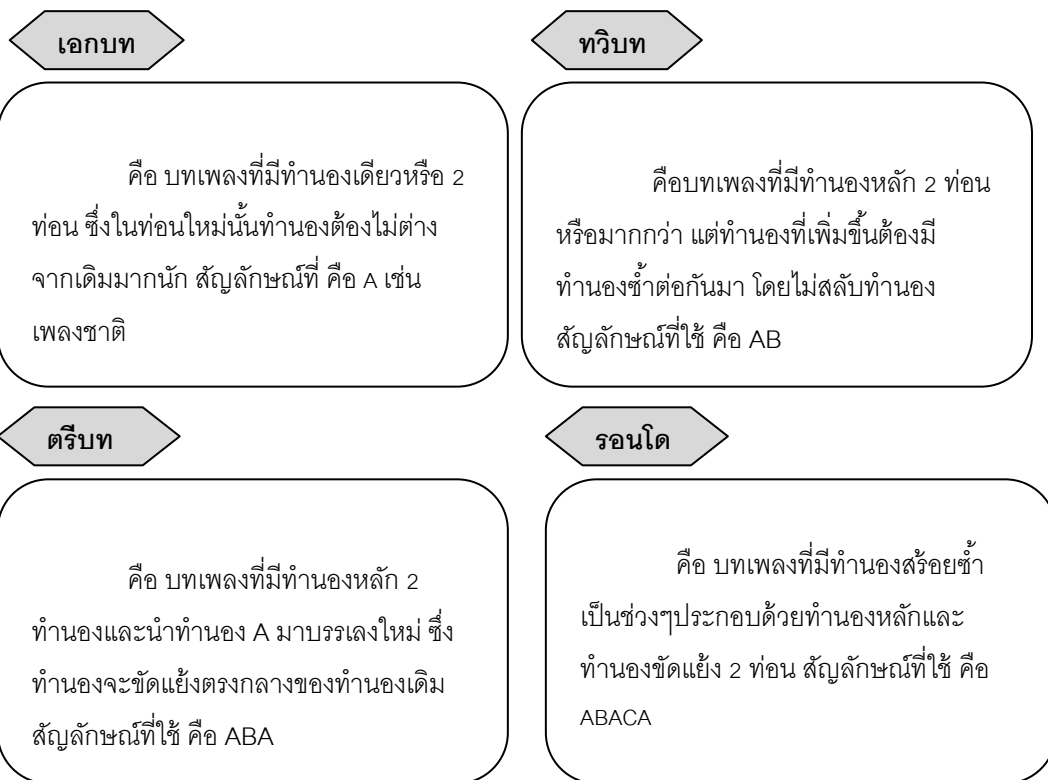 เอกบท
คือ บทเพลงที่มีทำนองเดียวหรือ 2
ท่อน ซึ่งในท่อนใหม่นั้นทำนองต้องไม่ต่าง
จากเดิมมากนัก สัญลักษณ์ที่ คือ A เช่น
เพลงชาติ
ทวิบท
คือบทเพลงที่มีทำนองหลัก 2 ท่อน
หรือมากกว่า แต่ทำนองที่เพิ่มขึ้นต้องมี
ทำนองซ้ำต่อกันมา โดยไม่สลับทำนอง
สัญลักษณ์ที่ใช้ คือ AB
ตรีบท
คือ บทเพลงที่มีทำนองหลัก 2
ทำนองและนำทำนอง A มาบรรเลงใหม่ ซึ่ง
ทำนองจะขัดแย้งตรงกลางของทำนองเดิม
สัญลักษณ์ที่ใช้ คือ ABA
รอนโด
คือ บทเพลงที่มีทำนองสร้อยซ้ำ
เป็นช่วงๆประกอบด้วยทำนองหลักและ
ทำนองขัดแย้ง 2 ท่อน สัญลักษณ์ที่ใช้ คือ
ABACA